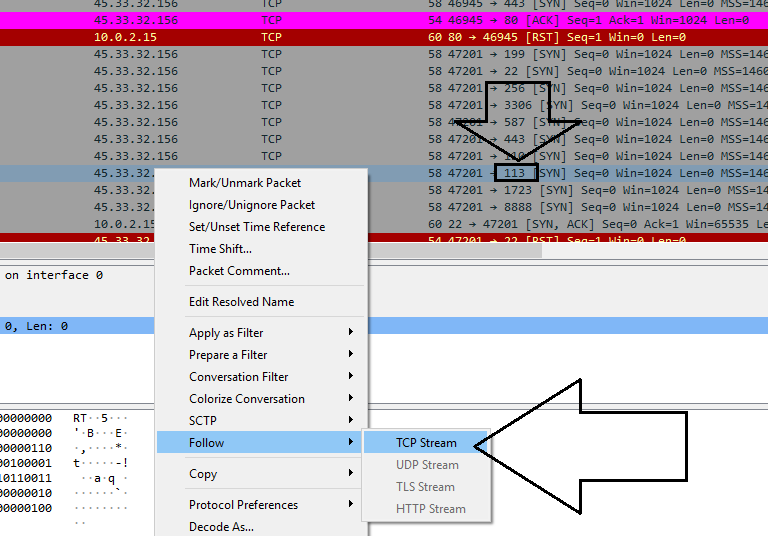 45.33.32.156 TCP 58 46945 → 443 [SYN] Seq=0 Win=1024 Len=0 MSS=1460
45.33.32.156 TCP 54 46945 → 80 [ACK] Seq=1 Ack=1 Win=1024 Len=0
10.0.2.15 TCP 60 80 → 46945 [RST] Seq=1 Win=0 Len=0
45.33.32.156 TCP 58 47201 → 199 [SYN] Seq=0 Win=1024 Len=0 MSS=1460
45.33.32.156 TCP 58 47201 → 22 [SYN] Seq=0 Win=1024 Len=0 MSS=1460
45.33.32.156 TCP 58 47201 → 256 [SYN] Seq=0 Win=1024 Len=0 MSS=146
45.33.32.156 TCP 58 47201 → 3306 [SYN] Seq=0 Win=1024 Len=0 MSS=14
45.33.32.156 TCP 58 47201 → 587 [SYN] Seq=0 Win=1024 Len=0 MSS=146
45.33.32.156 TCP 58 47201 → 443 [SYN] Seq=0 Win=1024 Len=0 MSS=146
45.33.32.156 TCP 58 47201 → 110 [SYN] Seq=0 Win=1024 Len=0 MSS=146
45.33.32. 58 47201 → 113 [SYN] Seq=0 Win=1024 Len=0 MSS=146
45.33.32. 58 47201 → 1723 [SYN] Seq=0 Win=1024 Len=0 MSS=14
45.33.32. 58 47201 → 8888 [SYN] Seq=0 Win=1024 Len=0 MSS=14
10.0.2.15 60 22 → 47201 [SYN, ACK] Seq=0 Ack=1 Win=65535 L
45.33.32. 54 47201 → 22 [RST] Seq=1 Win=0 Len=0
on interface 0
0, Len: 0
00000000 RT··5···
00000000 '·B···E
00000110 ·,····*
00100001 t·····-!
10110011 ··a·q
00000010 ······`
00000100 ········
··
Mark/Unmark Packet
Ignore/Unignore Packet
Set/Unset Time Reference
Time Shift...
Packet Comment...
Edit Resolved Name
Apply as Filter
Prepare a Filter
Conversation Filter
Colorize Conversation
SCTP
Follow
Copy
Protocol Preferences
Decode As...
TCP Stream
UDP Stream
TLS Stream
HTTP Stream